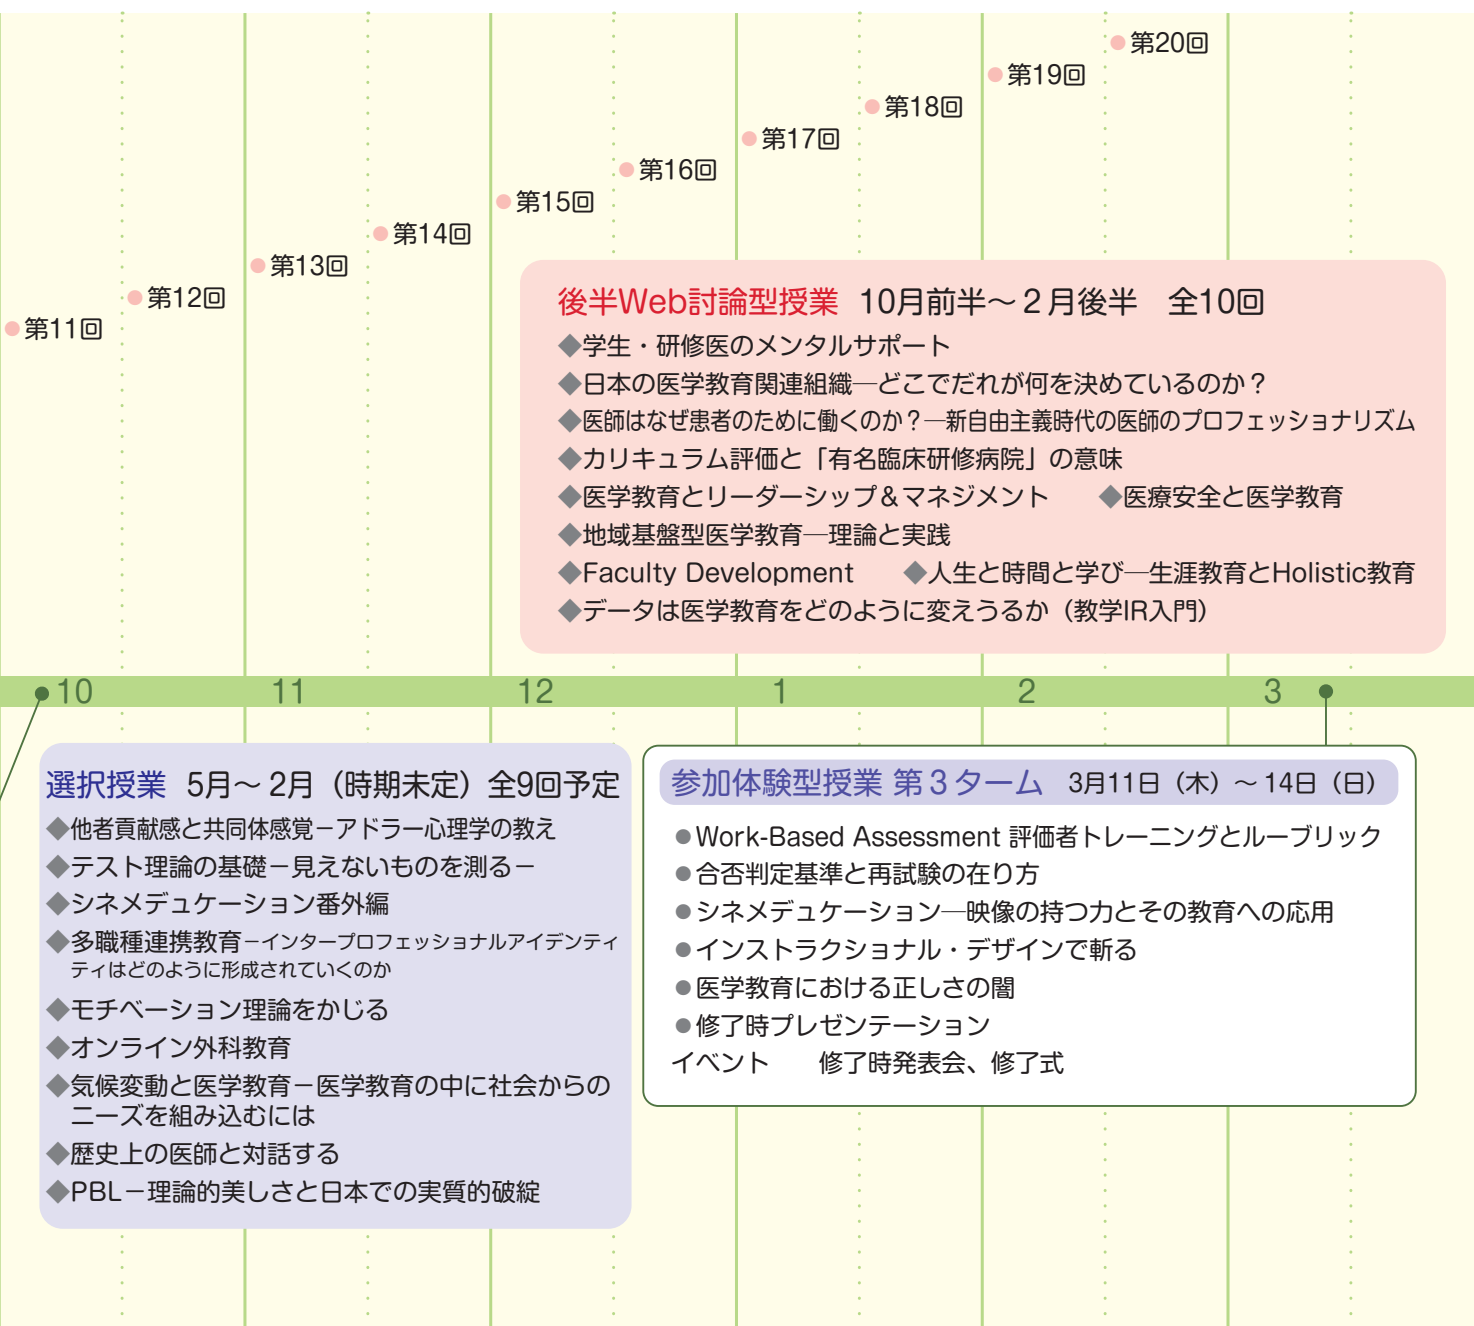 第20回
第19回
第18回
第17回
第16回
第15回
第14回
第13回
第12回
第11回
後半Web討論型授業 10月前半～2月後半　全10回
◆学生・研修医のメンタルサポート
◆日本の医学教育関連組織―どこでだれが何を決めているのか？
◆医師はなぜ患者のために働くのか？―新自由主義時代の医師のプロフェッショナリズム
◆カリキュラム評価と「有名臨床研修病院」の意味
◆医学教育とリーダーシップ＆マネジメント　◆医療安全と医学教育
◆地域基盤型医学教育―理論と実践
◆Faculty Development　◆人生と時間と学び―生涯教育とHolistic教育
◆データは医学教育をどのように変えうるか（教学IR入門）
10 11 12 1 2 3
選択授業 5月～2月（時期未定）全9回予定
◆他者貢献感と共同体感覚－アドラー心理学の教え
◆テスト理論の基礎－見えないものを測る－
◆シネメデュケーション番外編
◆多職種連携教育－インタープロフェッショナルアイデンティ
ティはどのように形成されていくのか
◆モチベーション理論をかじる
◆オンライン外科教育
◆気候変動と医学教育－医学教育の中に社会からの
ニーズを組み込むには
◆歴史上の医師と対話する
◆PBL－理論的美しさと日本での実質的破綻
参加体験型授業 第3ターム 3月11日（木）～14日（日）
●Work-Based Assessment 評価者トレーニングとルーブリック
●合否判定基準と再試験の在り方
●シネメデュケーション―映像の持つ力とその教育への応用
●インストラクショナル・デザインで斬る
●医学教育における正しさの闇
●修了時プレゼンテーション
イベント　修了時発表会、修了式